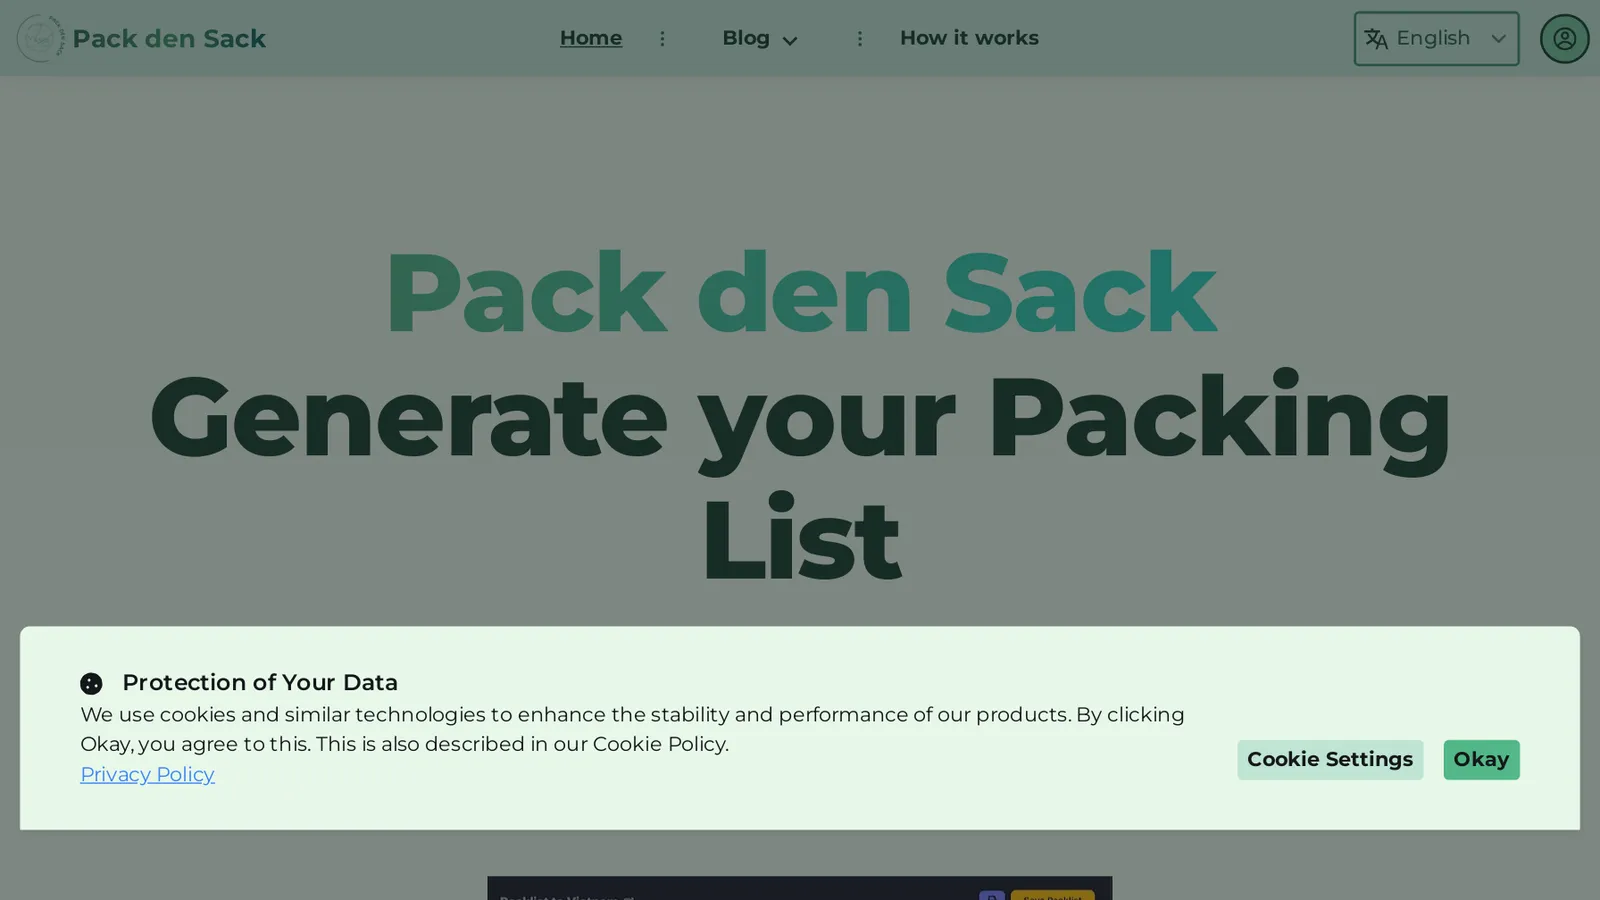 Pack den Sack
Home
Blog
How it works
English
Pack den Sack
Generate your Packing
List
Protection of Your Data
We use cookies and similar technologies to enhance the stability and performance of our products. By clicking
Okay, you agree to this. This is also described in our Cookie Policy.
Privacy Policy
Cookie Settings
Okay